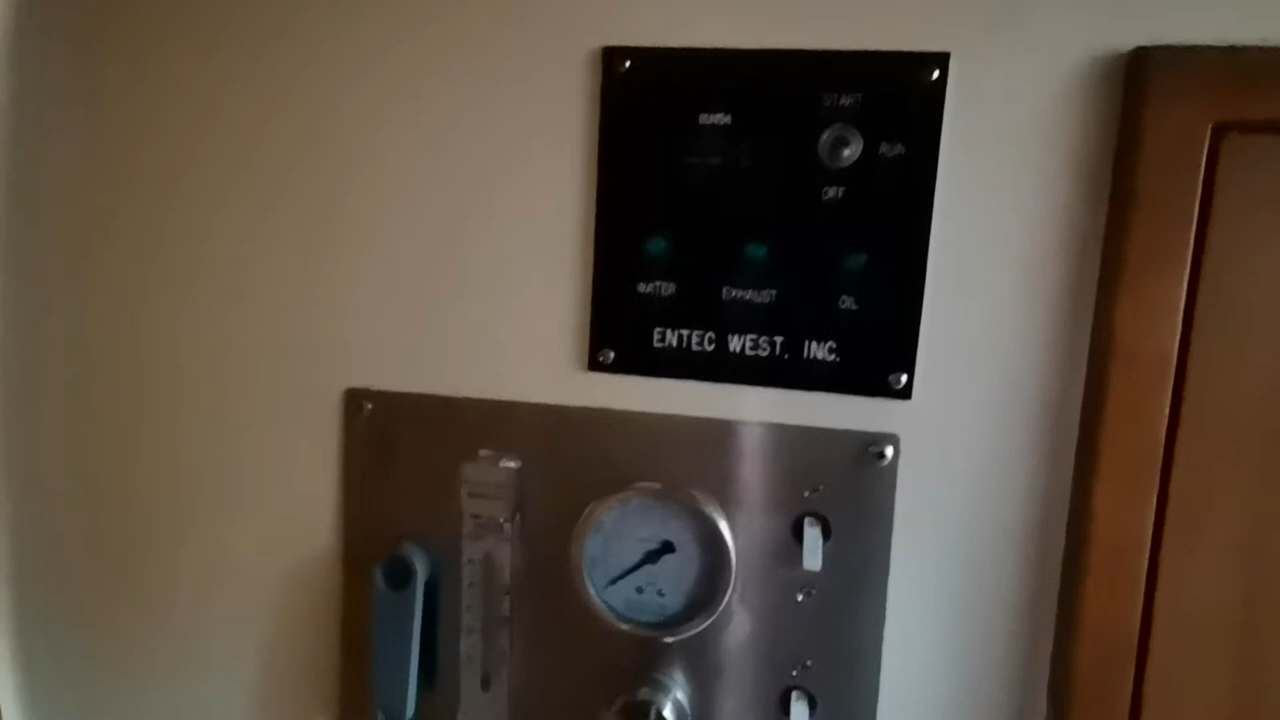 START
RUN
OFF
WATER
EXHAUST
OIL
ENTEC WEST, INC.